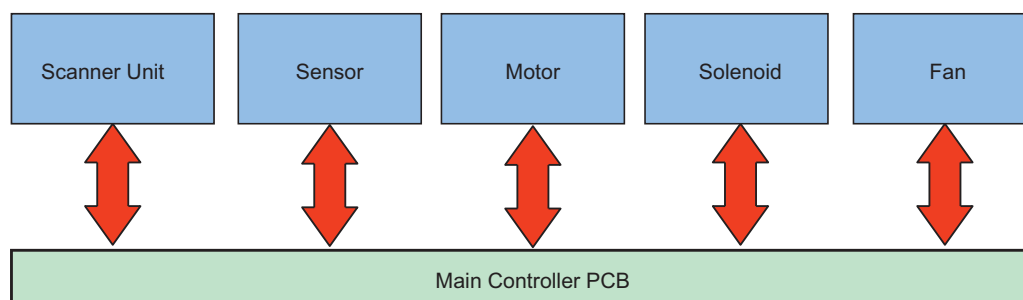 Scanner Unit
Sensor
Motor
Solenoid
Fan
Main Controller PCB